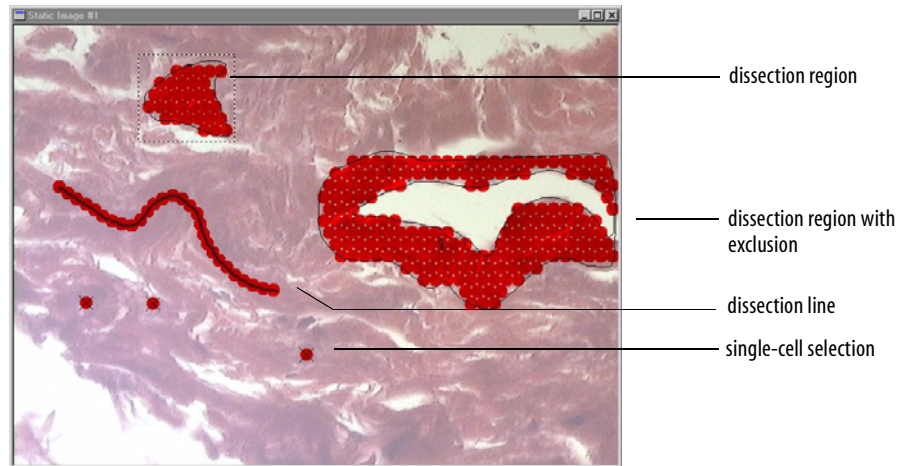 Static Image #1
dissection region
dissection region with
exclusion
dissection line
single-cell selection